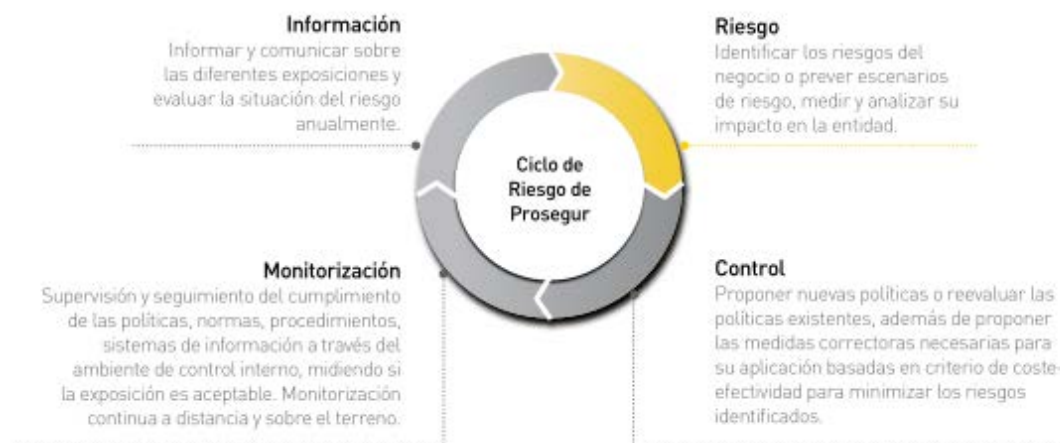 Información
Informar y comunicar sobre
las diferentes exposiciones y
evaluar la situación del riesgo
anualmente.
Riesgo
Identificar los riesgos del
negocio o prever escenarios
de riesgo, medir y analizar su
impacto en la entidad.
Ciclo de
Riesgo de
Prosegur
Monitorización
Supervisión y seguimiento del cumplimiento
de las políticas, normas, procedimientos,
sistemas de información a través del
ambiente de control interno, midiendo si
la exposición es aceptable. Monitorización
continua a distancia y sobre el terreno.
Control
Proponer nuevas políticas o reevaluar las
políticas existentes, además de proponer
las medidas correctoras necesarias para
su aplicación basadas en criterio de coste-
efectividad para minimizar los riesgos
identificados.